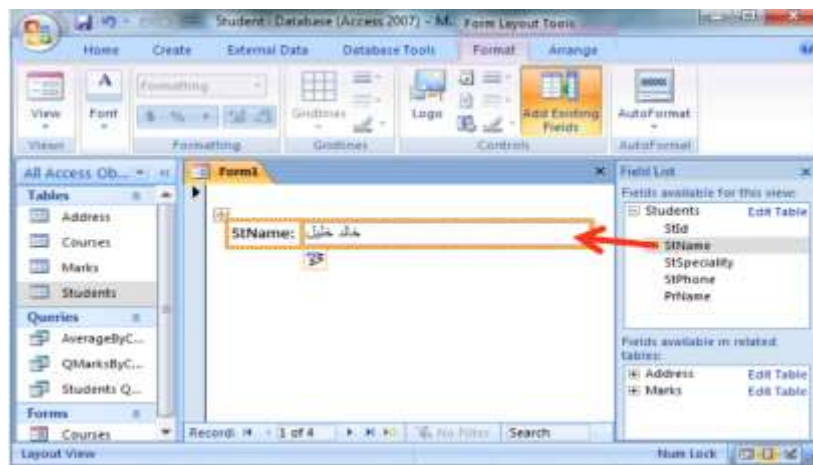 Student : Database (Access 2007) - M... Form Layout Tools
Home Create External Data Database Tools Format Arrange
View Font Formatting Gridlines Logo Add Existing Fields AutoFormat
$ % ,
Views Formatting Gridlines Controls AutoFormat
All Access Ob...
Tables
Address
Courses
Marks
Students
Queries
AverageByC...
QMarksByC...
Students Q...
Forms
Courses
Form1
StName: خالد خليل
Record: 1 of 4 No Filter Search
Field List
Fields available for this view:
Students Edit Table
StId
StName
StSpeciality
StPhone
PrName
Fields available in related tables:
Address Edit Table
Marks Edit Table
Layout View Num Lock